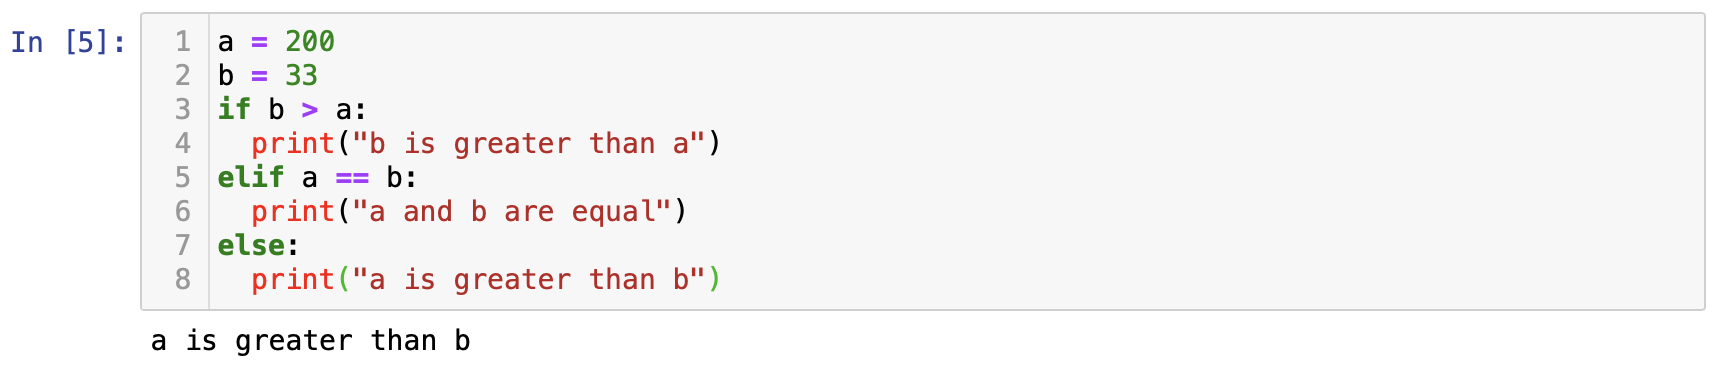 In [5]:
1 a = 200
2 b = 33
3 if b > a:
4   print("b is greater than a")
5 elif a == b:
6   print("a and b are equal")
7 else:
8   print("a is greater than b")
a is greater than b